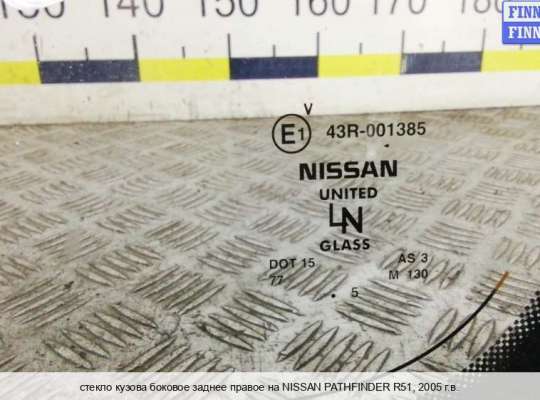 140 150 160 170 180
FINN
FINN
V
E1 43R-001385
NISSAN
UNITED
LN
GLASS
DOT 15 AS 3
77 M 130
. 5
стекло кузова боковое заднее правое на NISSAN PATHFINDER R51, 2005 г.в.